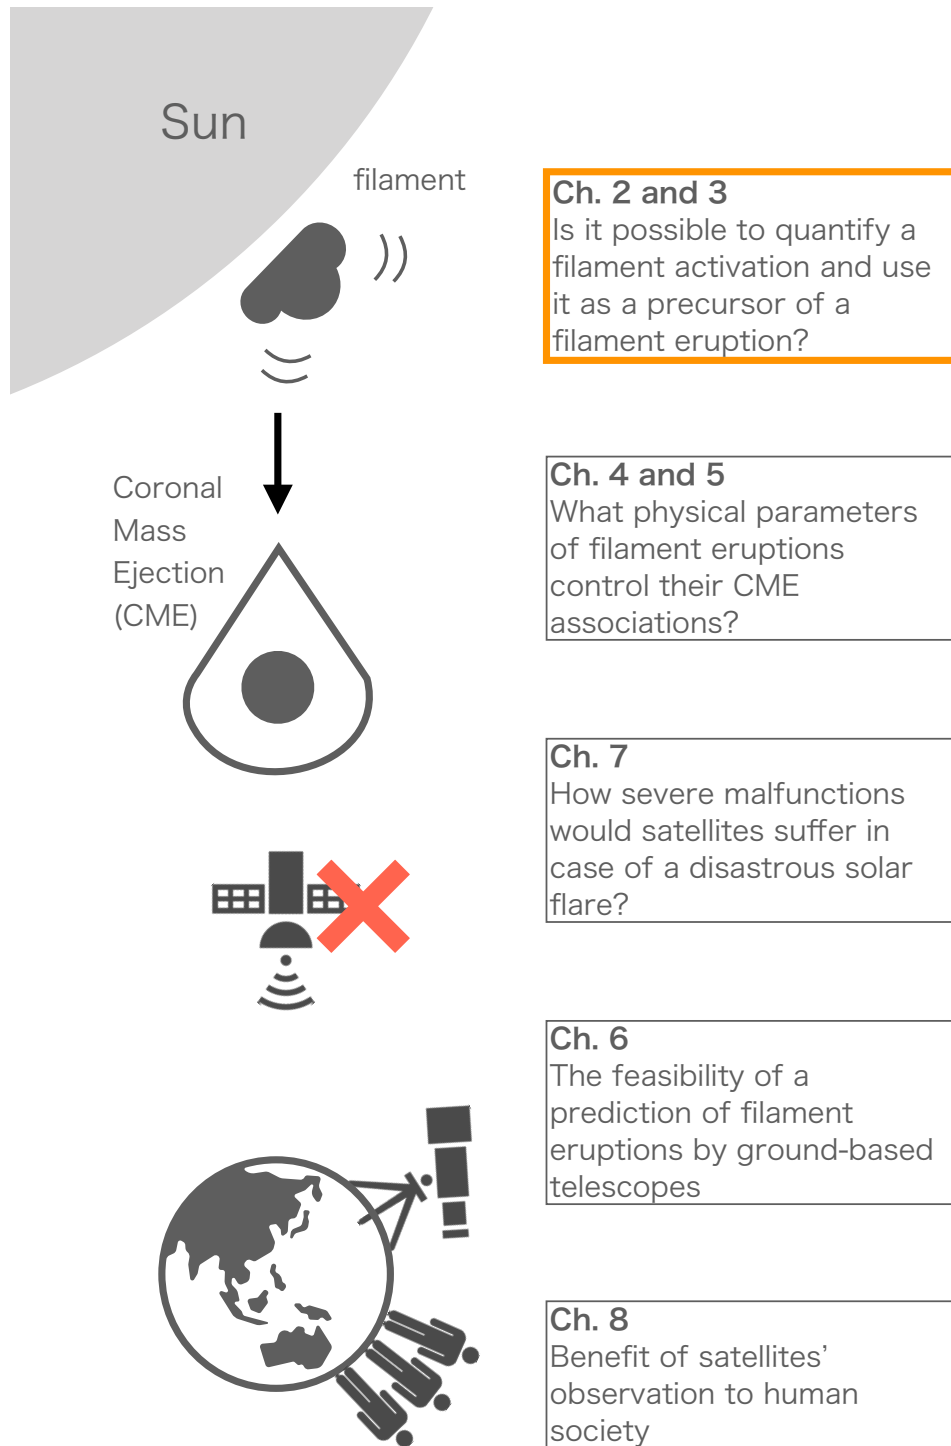 Sun
filament
Ch. 2 and 3
Is it possible to quantify a
filament activation and use
it as a precursor of a
filament eruption?
Coronal
Mass
Ejection
(CME)
Ch. 4 and 5
What physical parameters
of filament eruptions
control their CME
associations?
Ch. 7
How severe malfunctions
would satellites suffer in
case of a disastrous solar
flare?
Ch. 6
The feasibility of a
prediction of filament
eruptions by ground-based
telescopes
Ch. 8
Benefit of satellites’
observation to human
society